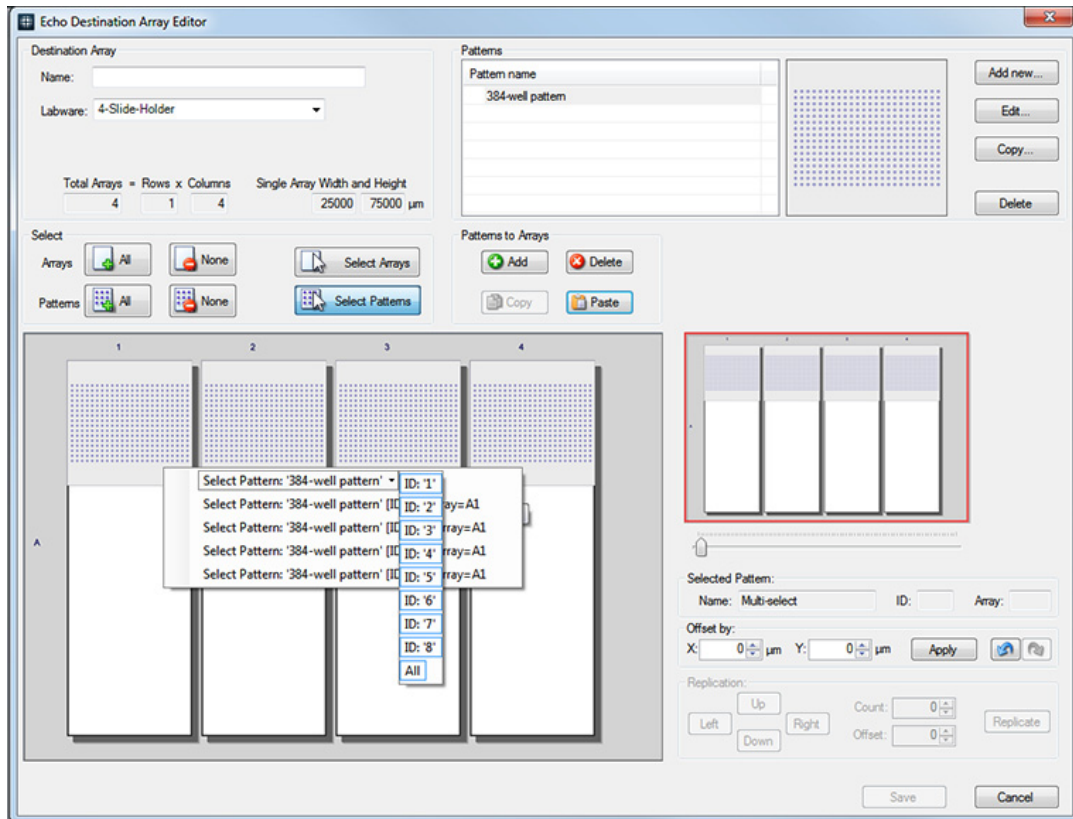 Echo Destination Array Editor
Destination Array
Name:
Labware: 4-Slide-Holder
Total Arrays = Rows x Columns Single Array Width and Height
4 1 4 25000 75000 µm
Patterns
Pattern name
384-well pattern
Add new...
Edit...
Copy...
Delete
Select
Arrays All None Select Arrays
Patterns All None Select Patterns
Patterns to Arrays
Add Delete
Copy Paste
1 2 3 4
A
Select Pattern: '384-well pattern' ID: '1'
Select Pattern: '384-well pattern' [ID ID: '2' ray=A1
Select Pattern: '384-well pattern' [ID ID: '3' rray=A1
Select Pattern: '384-well pattern' [ID ID: '4' rray=A1
Select Pattern: '384-well pattern' [ID ID: '5' rray=A1
ID: '6'
ID: '7'
ID: '8'
All
Selected Pattern:
Name: Multi-select ID: Array:
Offset by:
X: 0 µm Y: 0 µm Apply
Replication:
Up
Left Right
Down
Count: 0
Offset: 0
Replicate
Save Cancel